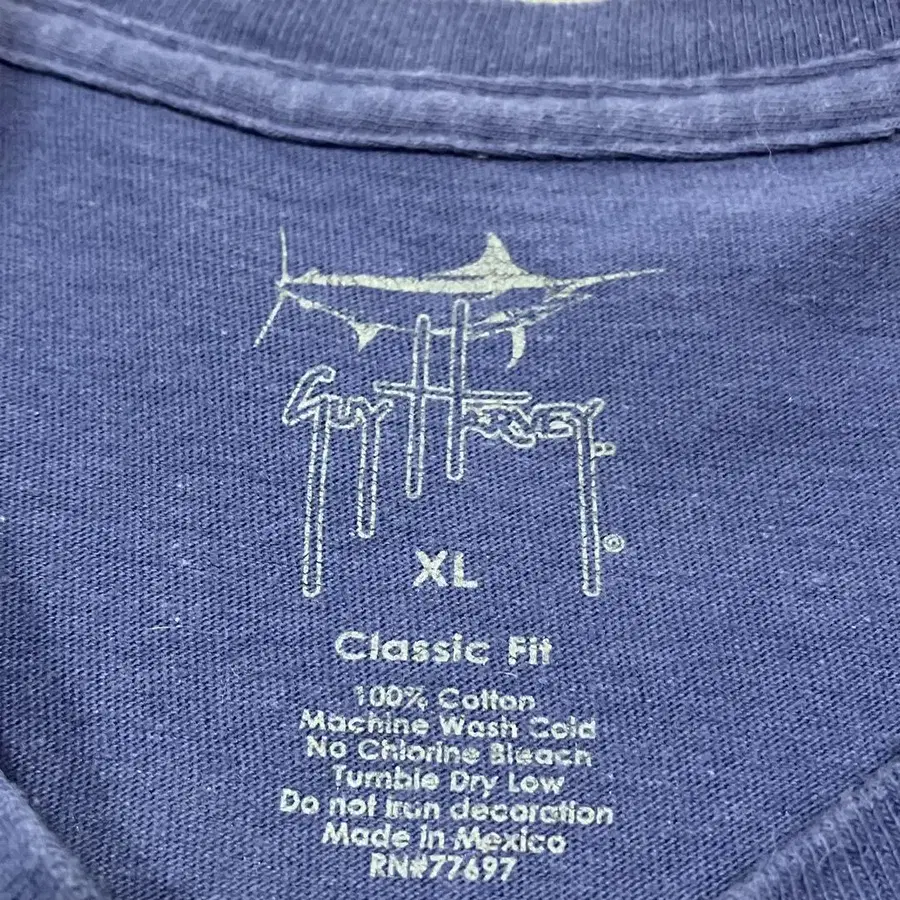 Guy Harvey
®
©
XL
Classic Fit
100% Cotton
Machine Wash Cold
No Chlorine Bleach
Tumble Dry Low
Do not iron decoration
Made in Mexico
RN#77697